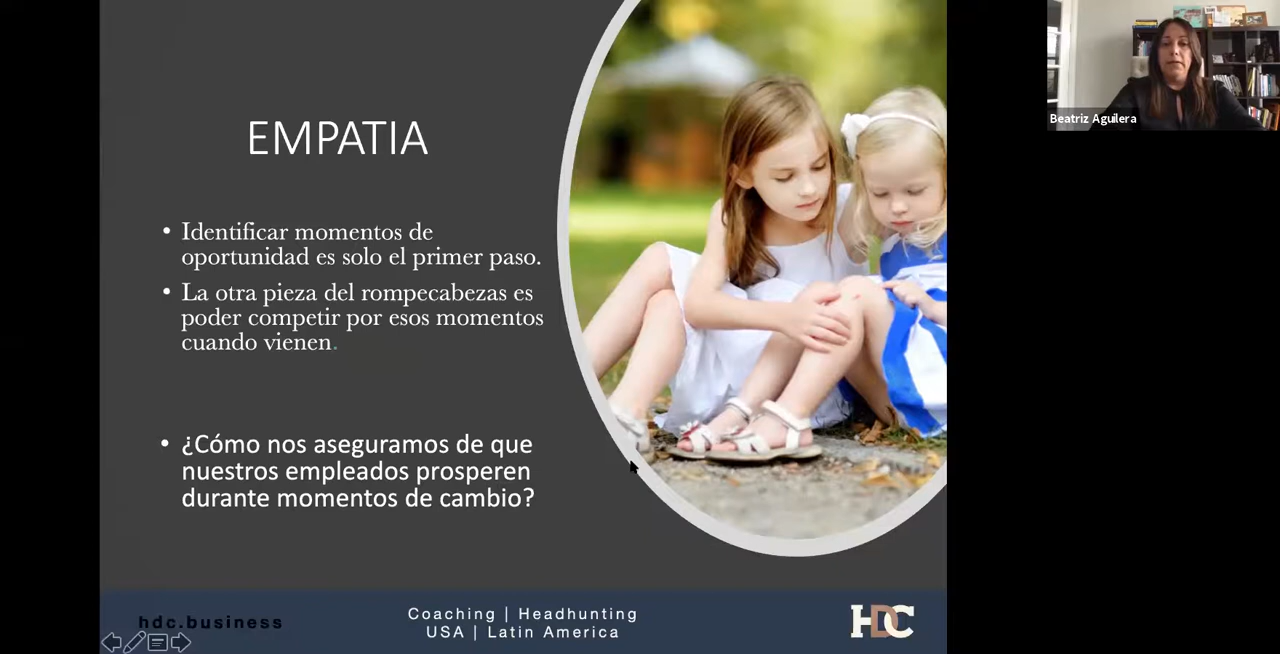 EMPATIA
• Identificar momentos de
oportunidad es solo el primer paso.
• La otra pieza del rompecabezas es
poder competir por esos momentos
cuando vienen.
• ¿Cómo nos aseguramos de que
nuestros empleados prosperen
durante momentos de cambio?
hdc.business
Coaching | Headhunting
USA | Latin America
HDC
Beatriz Aguilera